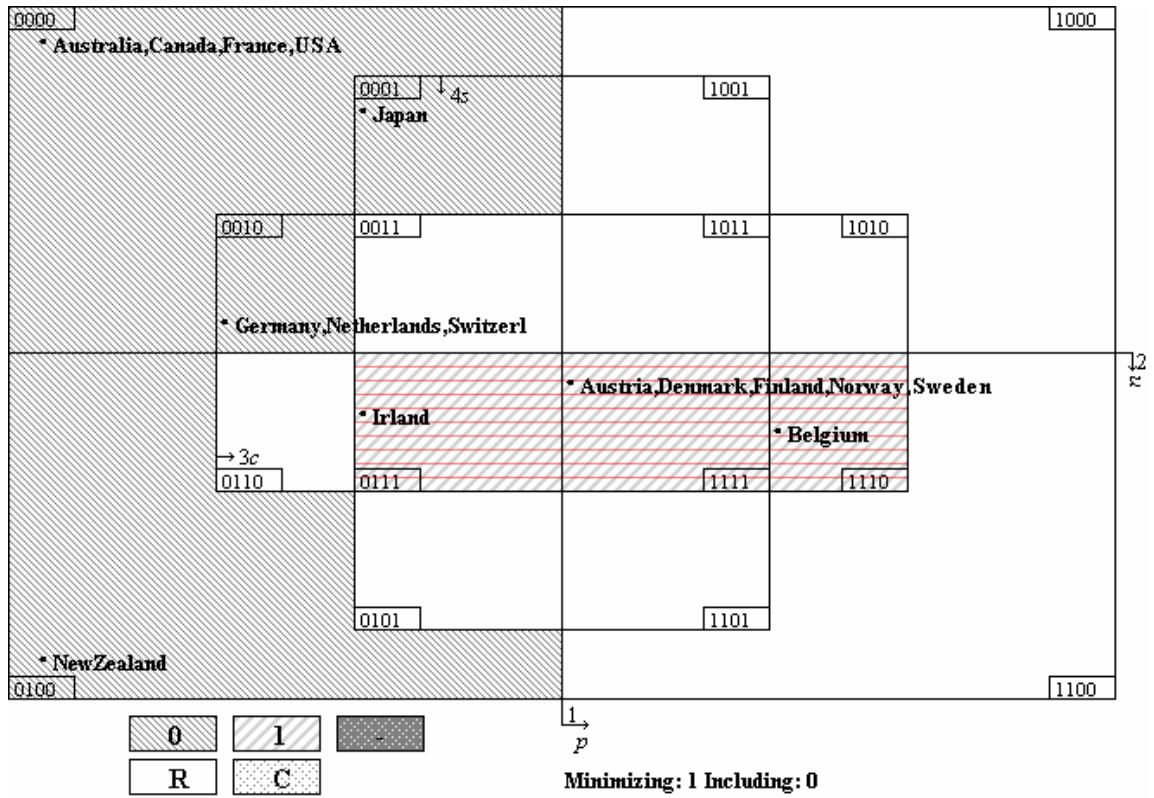 0000
1000
Australia,Canada,France,USA
0001
4s
1001
Japan
0010
0011
1011
1010
Germany,Netherlands,Switzerl
2
n
Austria,Denmark,Finland,Norway,Sweden
Irland
Belgium
3c
0110
0111
1111
1110
0101
1101
NewZealand
0100
1100
1
p
0
1
-
R
C
Minimizing: 1 Including: 0